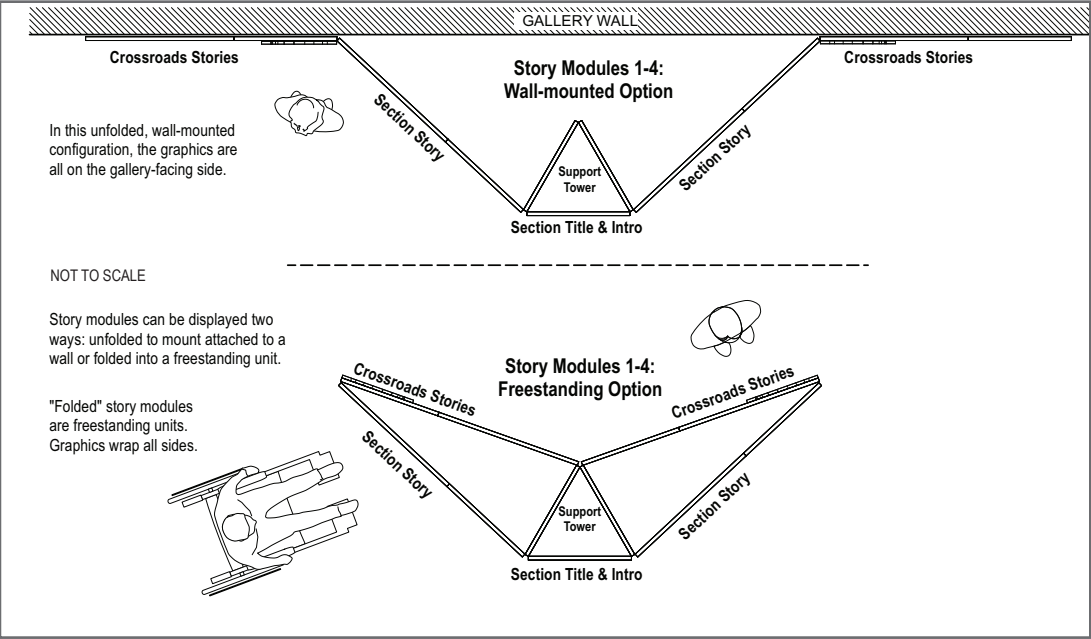 GALLERY WALL
Crossroads Stories
Crossroads Stories
Story Modules 1-4:
Wall-mounted Option
In this unfolded, wall-mounted
configuration, the graphics are
all on the gallery-facing side.
Section Story
Section Story
Support
Tower
Section Title & Intro
NOT TO SCALE
Story modules can be displayed two
ways: unfolded to mount attached to a
wall or folded into a freestanding unit.
"Folded" story modules
are freestanding units.
Graphics wrap all sides.
Story Modules 1-4:
Freestanding Option
Crossroads Stories
Crossroads Stories
Section Story
Section Story
Support
Tower
Section Title & Intro